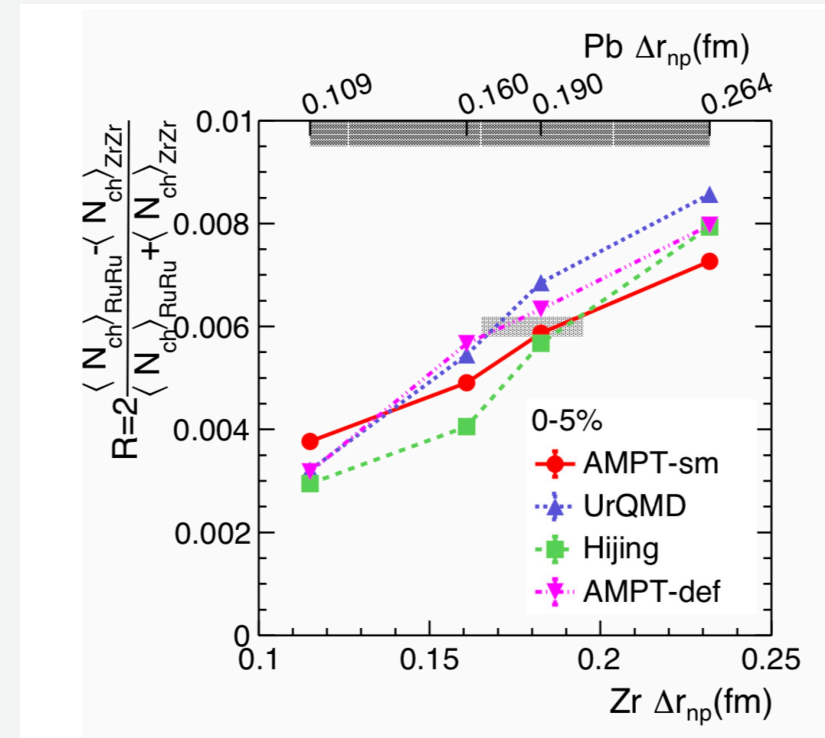 Pb Δr_np(fm)
0.109 0.160 0.190 0.264
R=2 ⟨N_ch⟩_RuRu -⟨N_ch⟩_ZrZr
⟨N_ch⟩_RuRu +⟨N_ch⟩_ZrZr
0.01
0.008
0.006
0.004
0.002
0
0-5%
AMPT-sm
UrQMD
Hijing
AMPT-def
0.1 0.15 0.2 0.25
Zr Δr_np(fm)